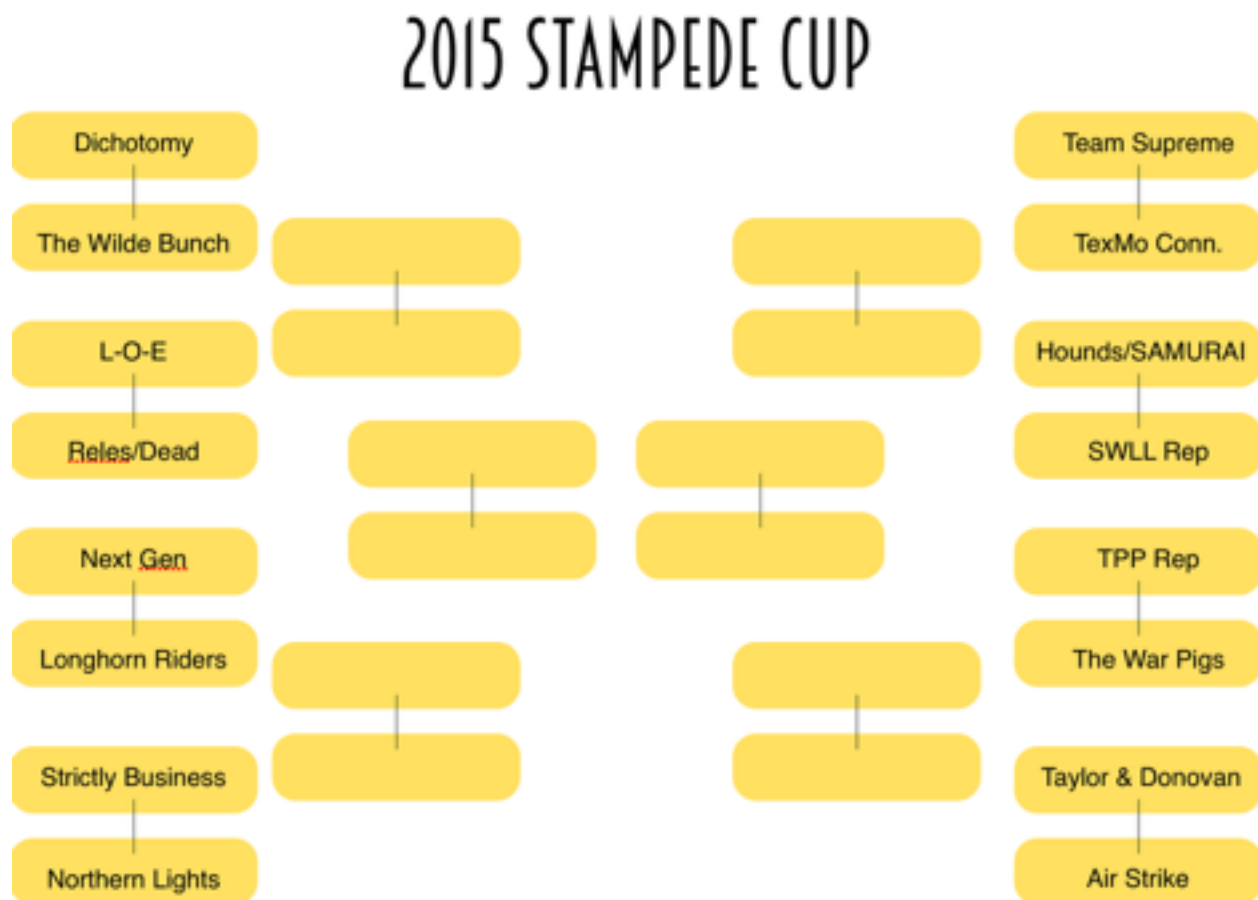 2015 STAMPEDE CUP
Dichotomy
The Wilde Bunch
L-O-E
Reles/Dead
Next Gen
Longhorn Riders
Strictly Business
Northern Lights
Team Supreme
TexMo Conn.
Hounds/SAMURAI
SWLL Rep
TPP Rep
The War Pigs
Taylor & Donovan
Air Strike